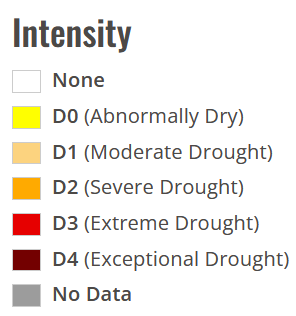 Intensity
None
D0 (Abnormally Dry)
D1 (Moderate Drought)
D2 (Severe Drought)
D3 (Extreme Drought)
D4 (Exceptional Drought)
No Data